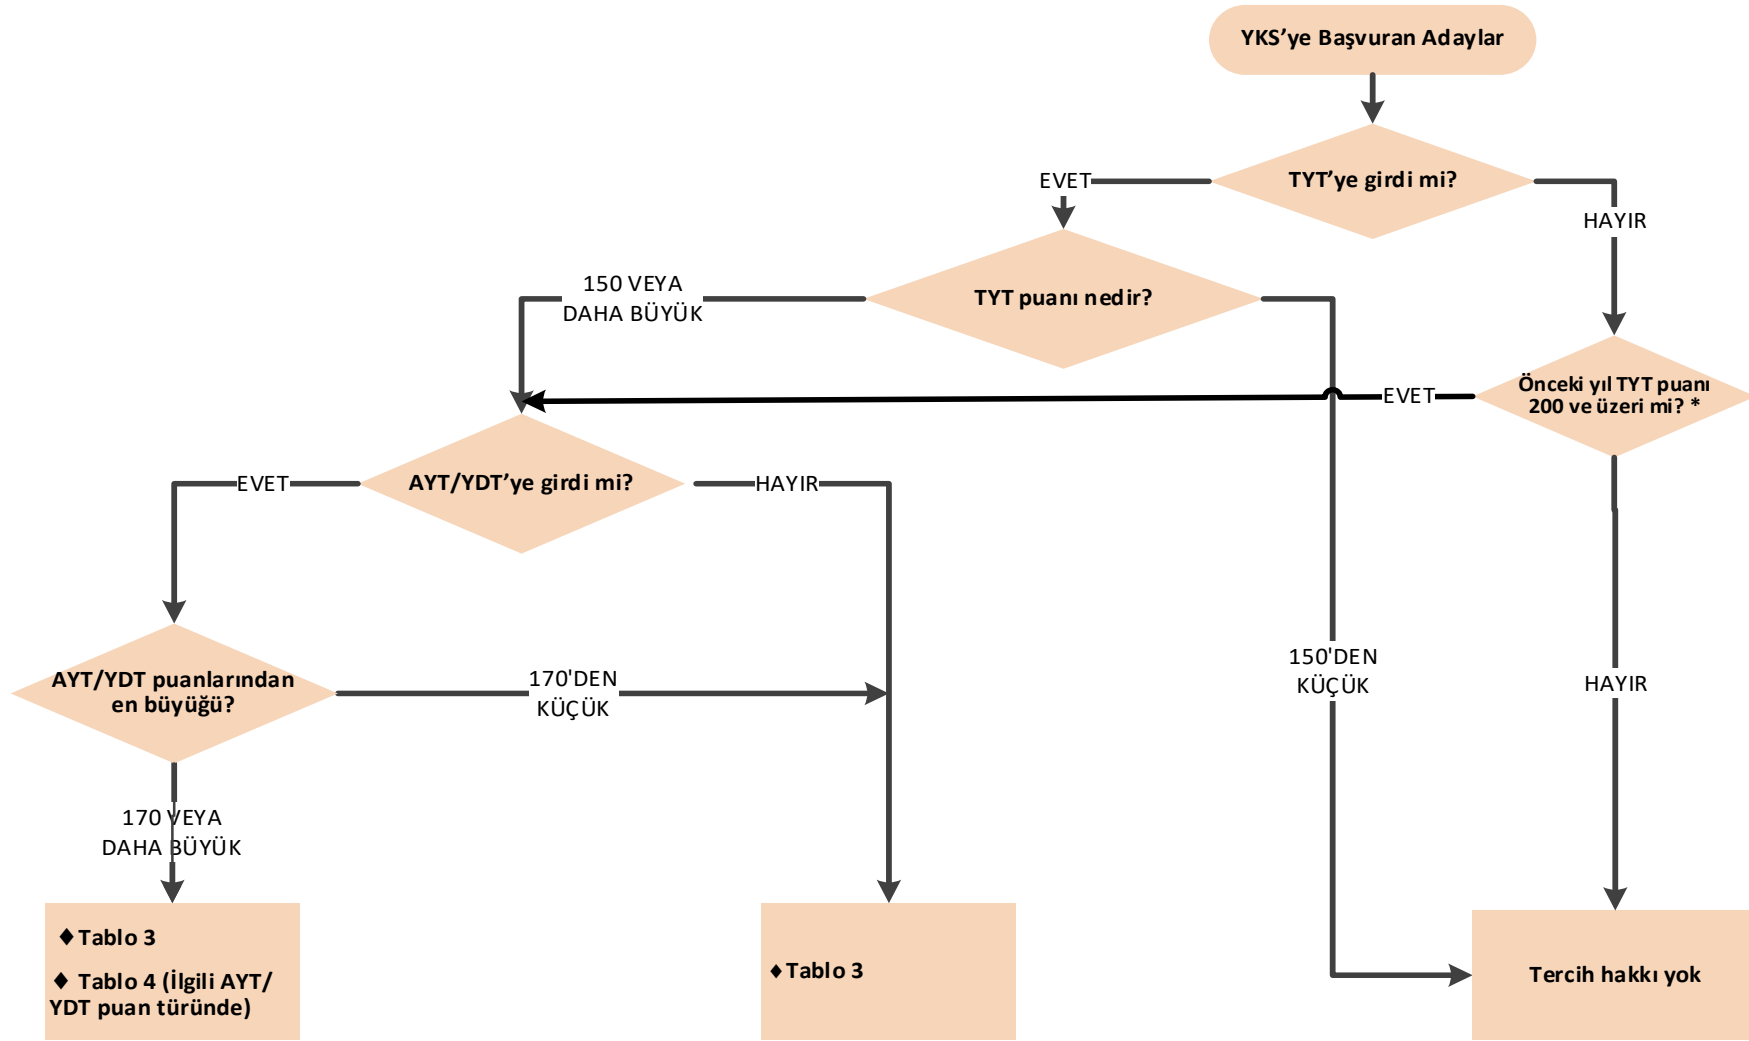 YKS’ye Başvuran Adaylar
TYT’ye girdi mi?
EVET
HAYIR
TYT puanı nedir?
150 VEYA
DAHA BÜYÜK
Önceki yıl TYT puanı
200 ve üzeri mi? *
EVET
AYT/YDT’ye girdi mi?
EVET
HAYIR
150'DEN
KÜÇÜK
HAYIR
AYT/YDT puanlarından
en büyüğü?
170'DEN
KÜÇÜK
170 VEYA
DAHA BÜYÜK
♦ Tablo 3
♦ Tablo 4 (İlgili AYT/
YDT puan türünde)
♦ Tablo 3
Tercih hakkı yok